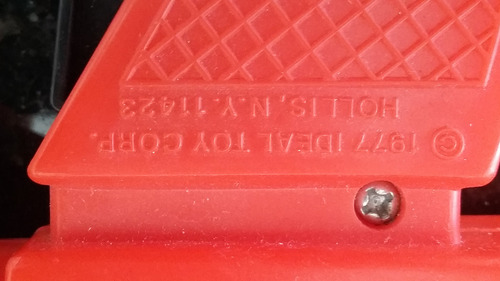 © 1977 IDEAL TOY CORP.
HOLLIS, N.Y. 11423